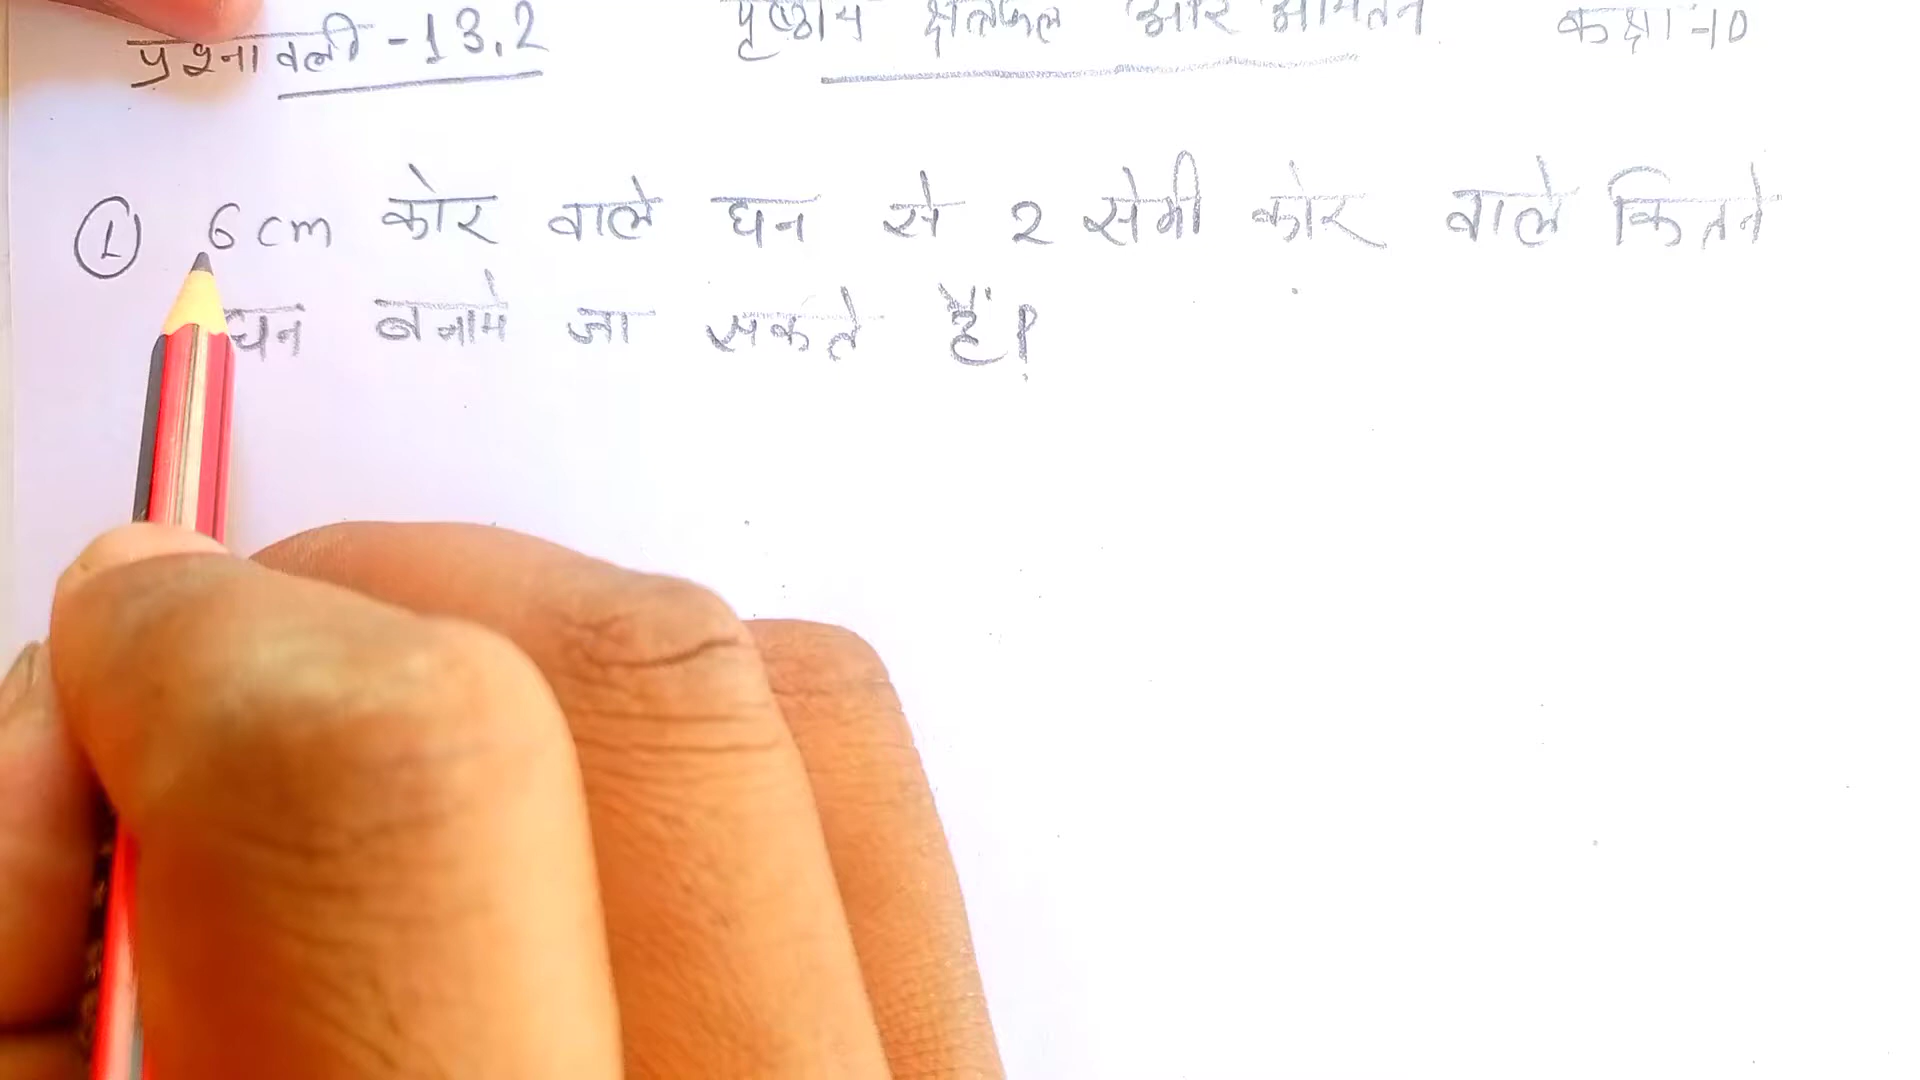 प्रश्नावली -13.2 पृष्ठीय क्षेत्रफल और आयतन कक्षा-10
① 6 cm कोर वाले घन से 2 सेमी कोर वाले कितने
घन बनाये जा सकते हैं?